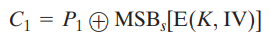 C₁ = P₁ ⊕ MSBₛ[E(K, IV)]